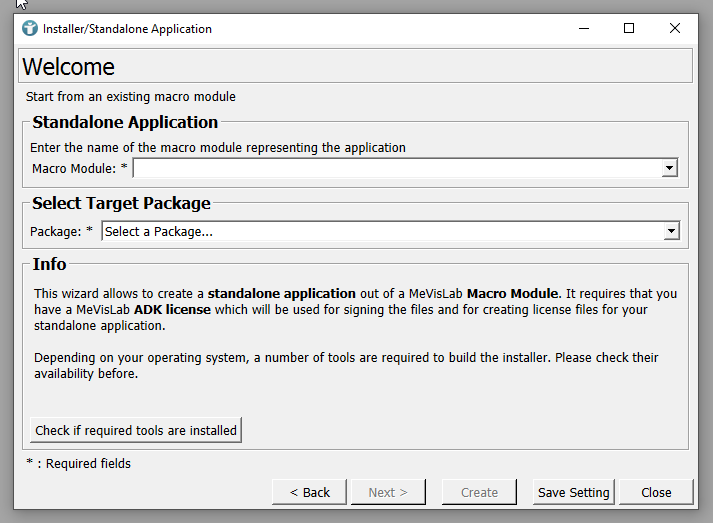 Installer/Standalone Application
Welcome
Start from an existing macro module
Standalone Application
Enter the name of the macro module representing the application
Macro Module: *
Select Target Package
Package: * Select a Package...
Info
This wizard allows to create a standalone application out of a MeVisLab Macro Module. It requires that you
have a MeVisLab ADK license which will be used for signing the files and for creating license files for your
standalone application.
Depending on your operating system, a number of tools are required to build the installer. Please check their
availability before.
Check if required tools are installed
* : Required fields
< Back Next > Create Save Setting Close